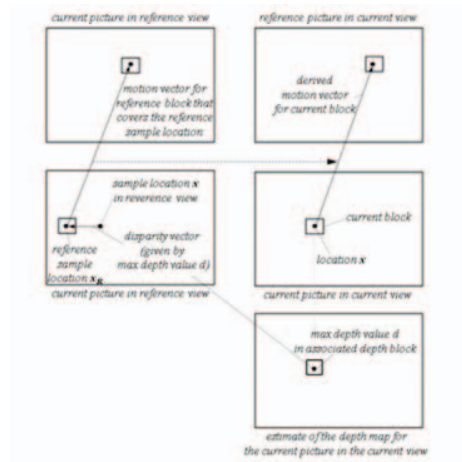 current picture in reference view
reference picture in current view
motion vector for
reference block that
covers the reference
sample location
derived
motion vector
for current block
sample location x
in reverence view
disparity vector
(given by
max depth value d)
reference
sample
location xR
current picture in reference view
current block
location x
current picture in current view
max depth value d
in associated depth block
estimate of the depth map for
the current picture in the current view